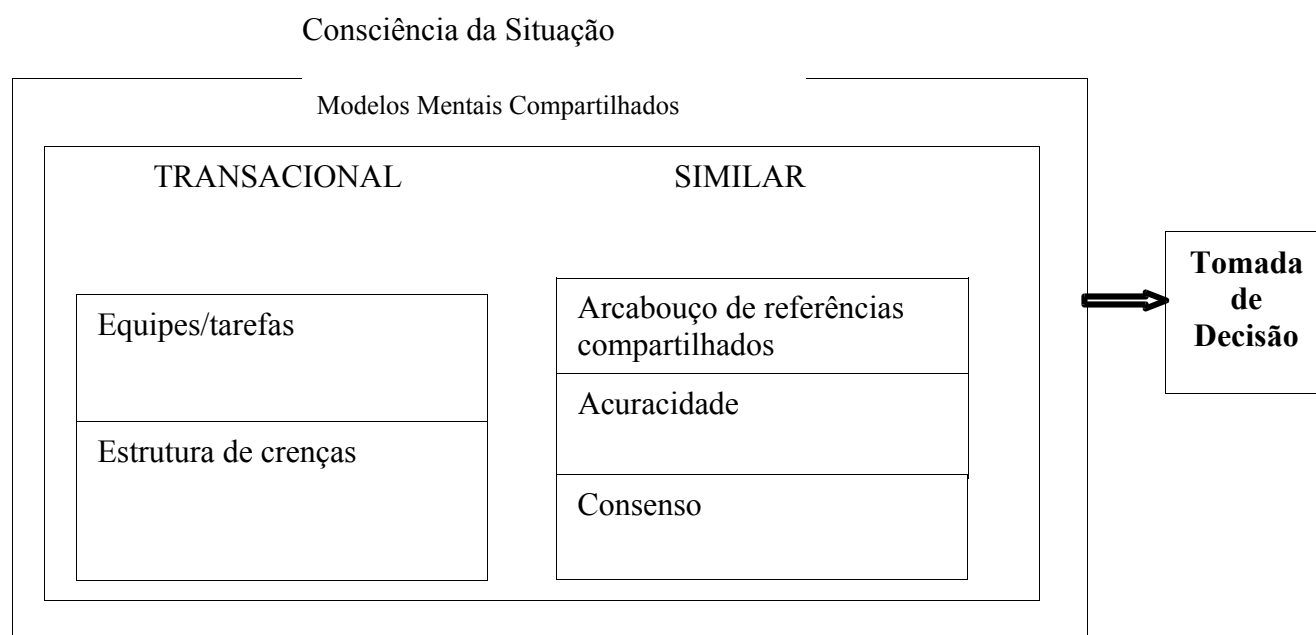 Consciência da Situação
Modelos Mentais Compartilhados
TRANSACIONAL
SIMILAR
Equipes/tarefas
Estrutura de crenças
Arcabouço de referências
compartilhados
Acuracidade
Consenso
Tomada
de
Decisão